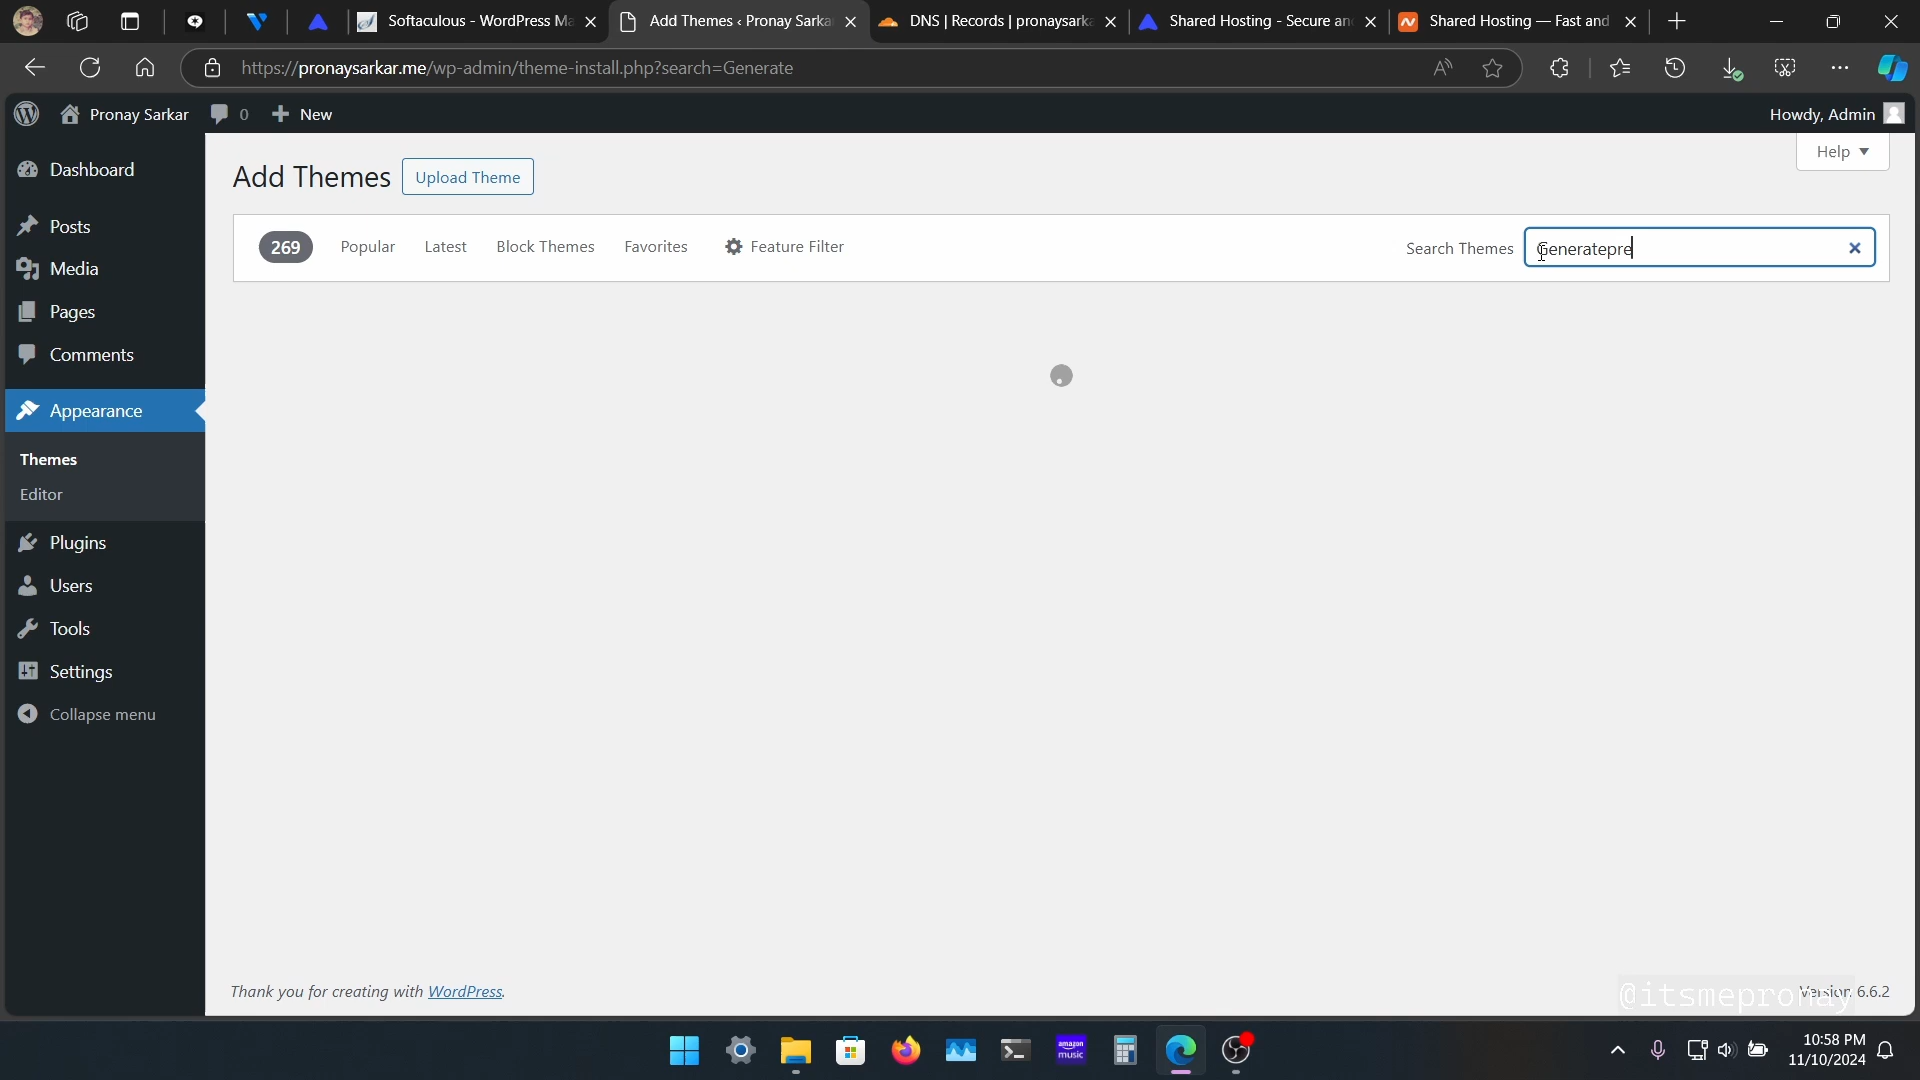 Softaculous - WordPress Ma
Add Themes ‹ Pronay Sarka
DNS | Records | pronaysarka
Shared Hosting - Secure an
Shared Hosting — Fast and
https://pronaysarkar.me/wp-admin/theme-install.php?search=Generate
Pronay Sarkar
0
New
Howdy, Admin
Dashboard
Posts
Media
Pages
Comments
Appearance
Themes
Editor
Plugins
Users
Tools
Settings
Collapse menu
Add Themes
Upload Theme
Help
269
Popular
Latest
Block Themes
Favorites
Feature Filter
Search Themes
Generatepre
Thank you for creating with WordPress.
Version 6.6.2
@itsmepronay
amazon
music
10:58 PM
11/10/2024